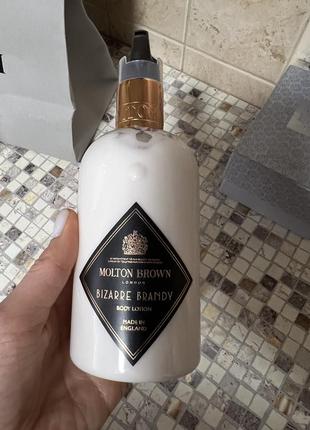 MOLTON BROWN
LONDON
BIZARRE BRANDY
BODY LOTION
MADE IN
ENGLAND